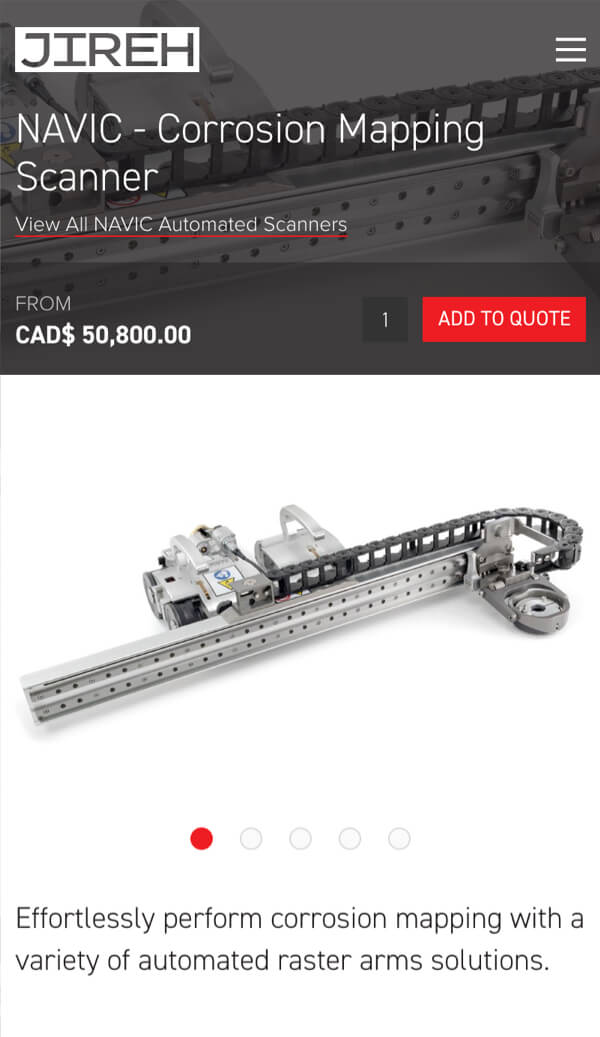 JIREH
NAVIC - Corrosion Mapping
Scanner
View All NAVIC Automated Scanners
FROM
CAD$ 50,800.00
1
ADD TO QUOTE
Effortlessly perform corrosion mapping with a
variety of automated raster arms solutions.